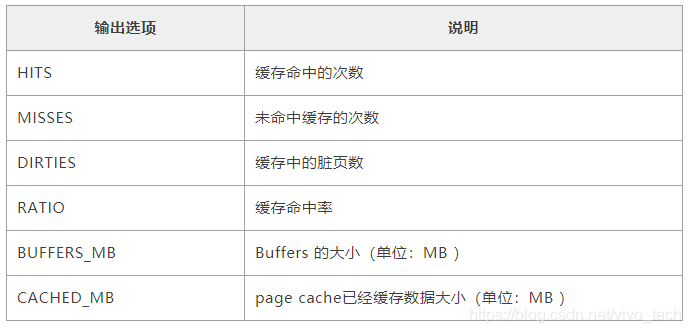 输出选项 说明
HITS 缓存命中的次数
MISSES 未命中缓存的次数
DIRTIES 缓存中的脏页数
RATIO 缓存命中率
BUFFERS_MB Buffers 的大小（单位：MB ）
CACHED_MB page cache已经缓存数据大小（单位：MB ）
https://blog.csdn.net/vivo_tech